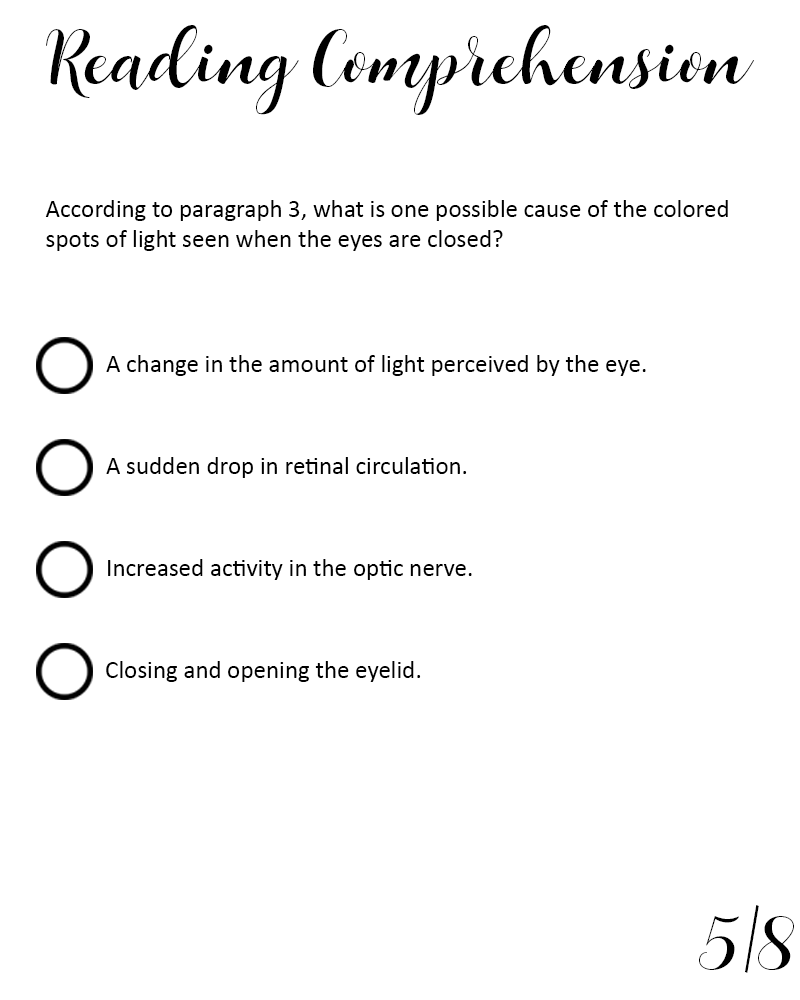 Reading Comprehension
According to paragraph 3, what is one possible cause of the colored
spots of light seen when the eyes are closed?
A change in the amount of light perceived by the eye.
A sudden drop in retinal circulation.
Increased activity in the optic nerve.
Closing and opening the eyelid.
5/8